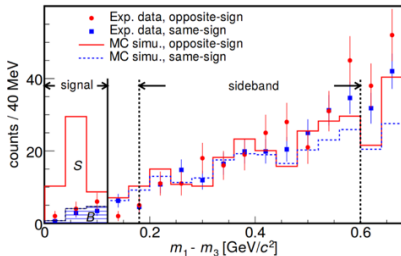 Exp. data, opposite-sign
Exp. data, same-sign
MC simu., opposite-sign
MC simu., same-sign
signal
sideband
counts / 40 MeV
40
20
0
S
B
0
0.2
0.4
0.6
m₁ - m₃ [GeV/c²]